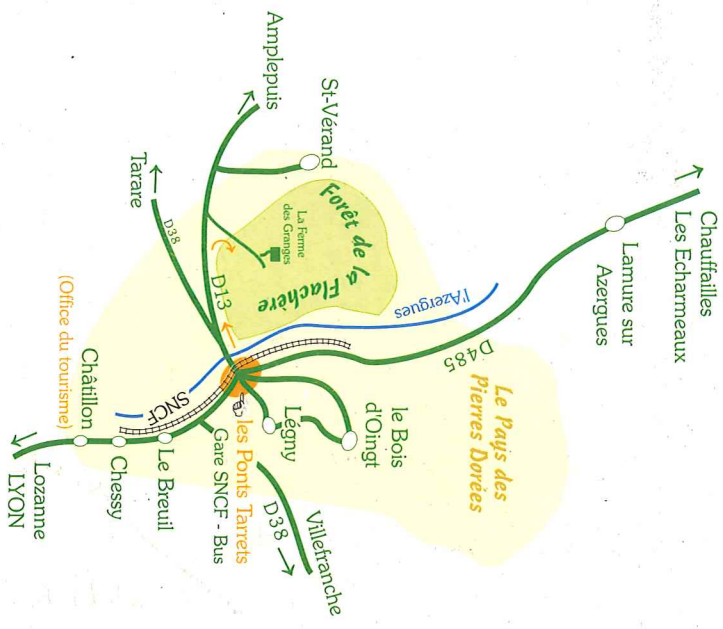 Chauffailles
Les Echarmeaux
Lamure sur
Azergues
Amplepuis
St-Vérand
Forêt de la Flachère
La Ferme
des Granges
l'Azergues
D485
Le Pays des
Pierres Dorées
Tarare
D38
D13
le Bois
d'Oingt
Légny
les Ponts Tarrets
Gare SNCF - Bus
SNCF
D38
Villefranche
Le Breuil
Chessy
Châtillon
(Office du tourisme)
Lozanne
LYON